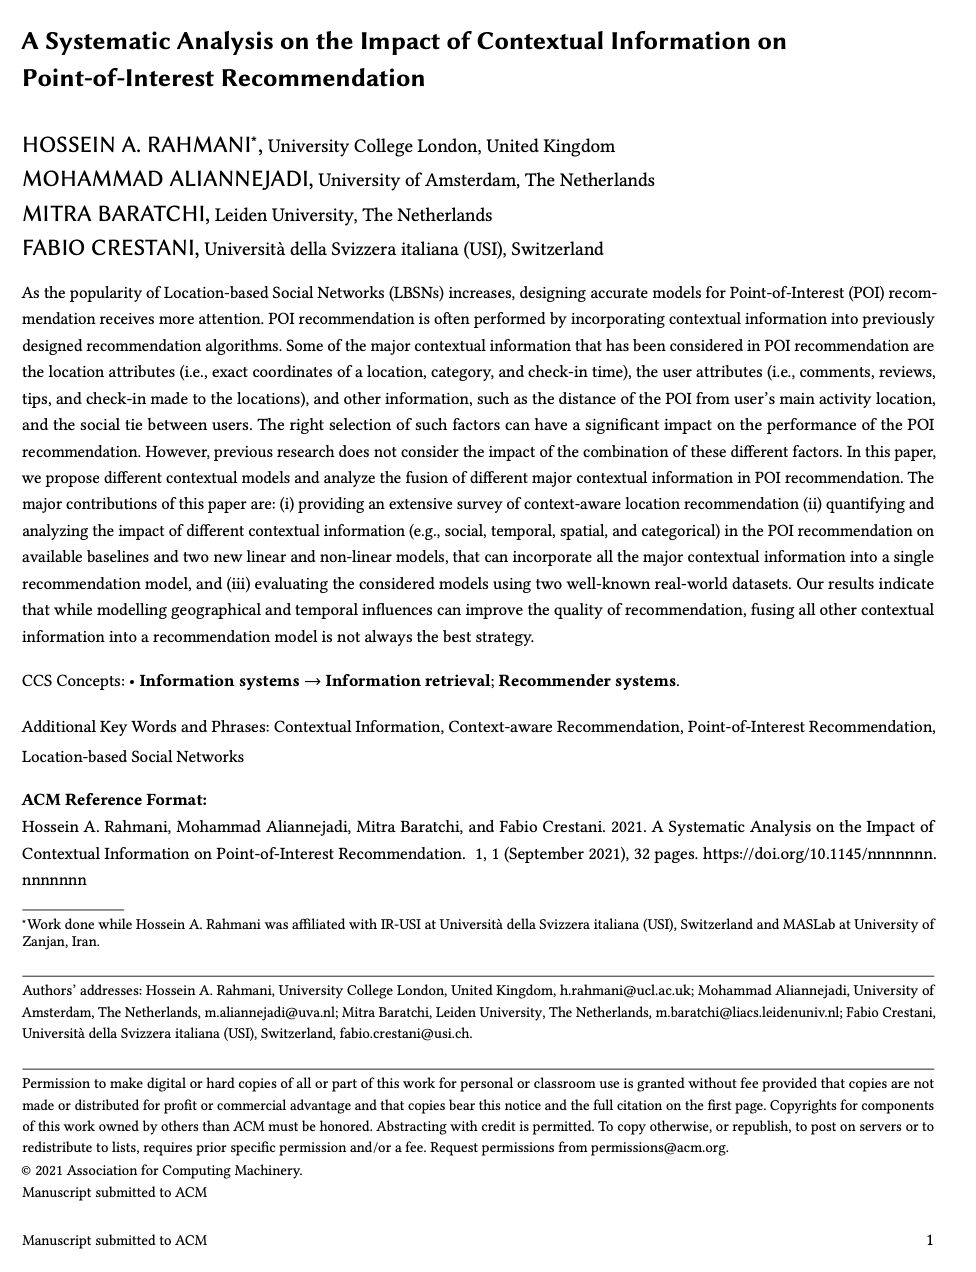 A Systematic Analysis on the Impact of Contextual Information on
Point-of-Interest Recommendation
HOSSEIN A. RAHMANI*, University College London, United Kingdom
MOHAMMAD ALIANNEJADI, University of Amsterdam, The Netherlands
MITRA BARATCHI, Leiden University, The Netherlands
FABIO CRESTANI, Università della Svizzera italiana (USI), Switzerland
As the popularity of Location-based Social Networks (LBSNs) increases, designing accurate models for Point-of-Interest (POI) recom-
mendation receives more attention. POI recommendation is often performed by incorporating contextual information into previously
designed recommendation algorithms. Some of the major contextual information that has been considered in POI recommendation are
the location attributes (i.e., exact coordinates of a location, category, and check-in time), the user attributes (i.e., comments, reviews,
tips, and check-in made to the locations), and other information, such as the distance of the POI from user's main activity location,
and the social tie between users. The right selection of such factors can have a significant impact on the performance of the POI
recommendation. However, previous research does not consider the impact of the combination of these different factors. In this paper,
we propose different contextual models and analyze the fusion of different major contextual information in POI recommendation. The
major contributions of this paper are: (i) providing an extensive survey of context-aware location recommendation (ii) quantifying and
analyzing the impact of different contextual information (e.g., social, temporal, spatial, and categorical) in the POI recommendation on
available baselines and two new linear and non-linear models, that can incorporate all the major contextual information into a single
recommendation model, and (iii) evaluating the considered models using two well-known real-world datasets. Our results indicate
that while modelling geographical and temporal influences can improve the quality of recommendation, fusing all other contextual
information into a recommendation model is not always the best strategy.
CCS Concepts: • Information systems → Information retrieval; Recommender systems.
Additional Key Words and Phrases: Contextual Information, Context-aware Recommendation, Point-of-Interest Recommendation,
Location-based Social Networks
ACM Reference Format:
Hossein A. Rahmani, Mohammad Aliannejadi, Mitra Baratchi, and Fabio Crestani. 2021. A Systematic Analysis on the Impact of
Contextual Information on Point-of-Interest Recommendation. 1, 1 (September 2021), 32 pages. https://doi.org/10.1145/nnnnnnn.
nnnnnnn
*Work done while Hossein A. Rahmani was affiliated with IR-USI at Università della Svizzera italiana (USI), Switzerland and MASLab at University of
Zanjan, Iran.
Authors' addresses: Hossein A. Rahmani, University College London, United Kingdom, h.rahmani@ucl.ac.uk; Mohammad Aliannejadi, University of
Amsterdam, The Netherlands, m.aliannejadi@uva.nl; Mitra Baratchi, Leiden University, The Netherlands, m.baratchi@liacs.leidenuniv.nl; Fabio Crestani,
Università della Svizzera italiana (USI), Switzerland, fabio.crestani@usi.ch.
Permission to make digital or hard copies of all or part of this work for personal or classroom use is granted without fee provided that copies are not
made or distributed for profit or commercial advantage and that copies bear this notice and the full citation on the first page. Copyrights for components
of this work owned by others than ACM must be honored. Abstracting with credit is permitted. To copy otherwise, or republish, to post on servers or to
redistribute to lists, requires prior specific permission and/or a fee. Request permissions from permissions@acm.org.
© 2021 Association for Computing Machinery.
Manuscript submitted to ACM
Manuscript submitted to ACM 1